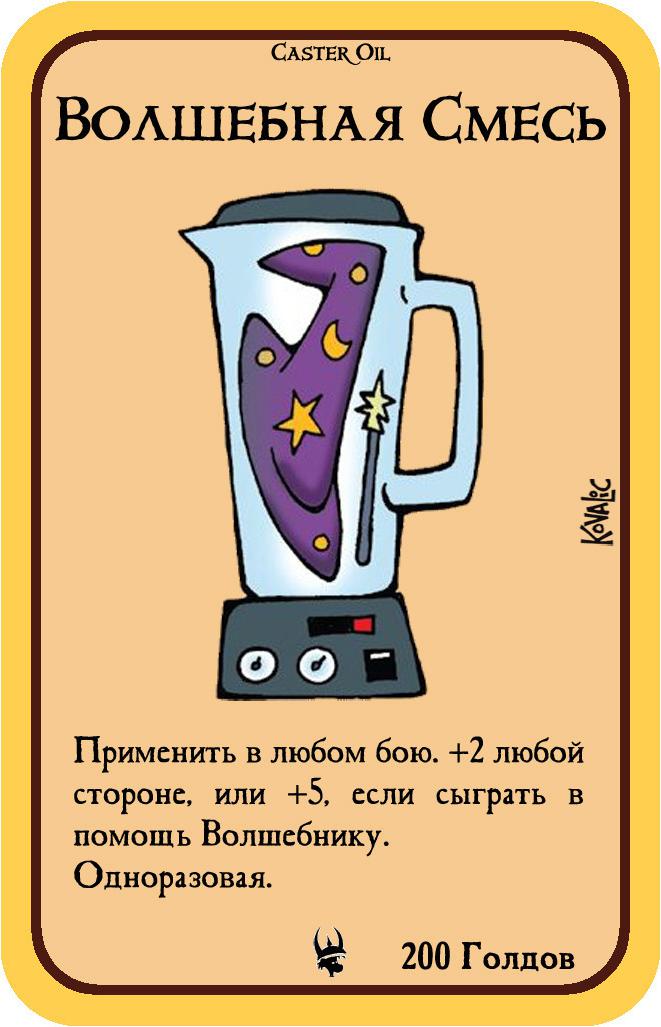 Caster Oil
Волшебная Смесь
Kovalic
Применить в любом бою. +2 любой
стороне, или +5, если сыграть в
помощь Волшебнику.
Одноразовая.
200 Голдов